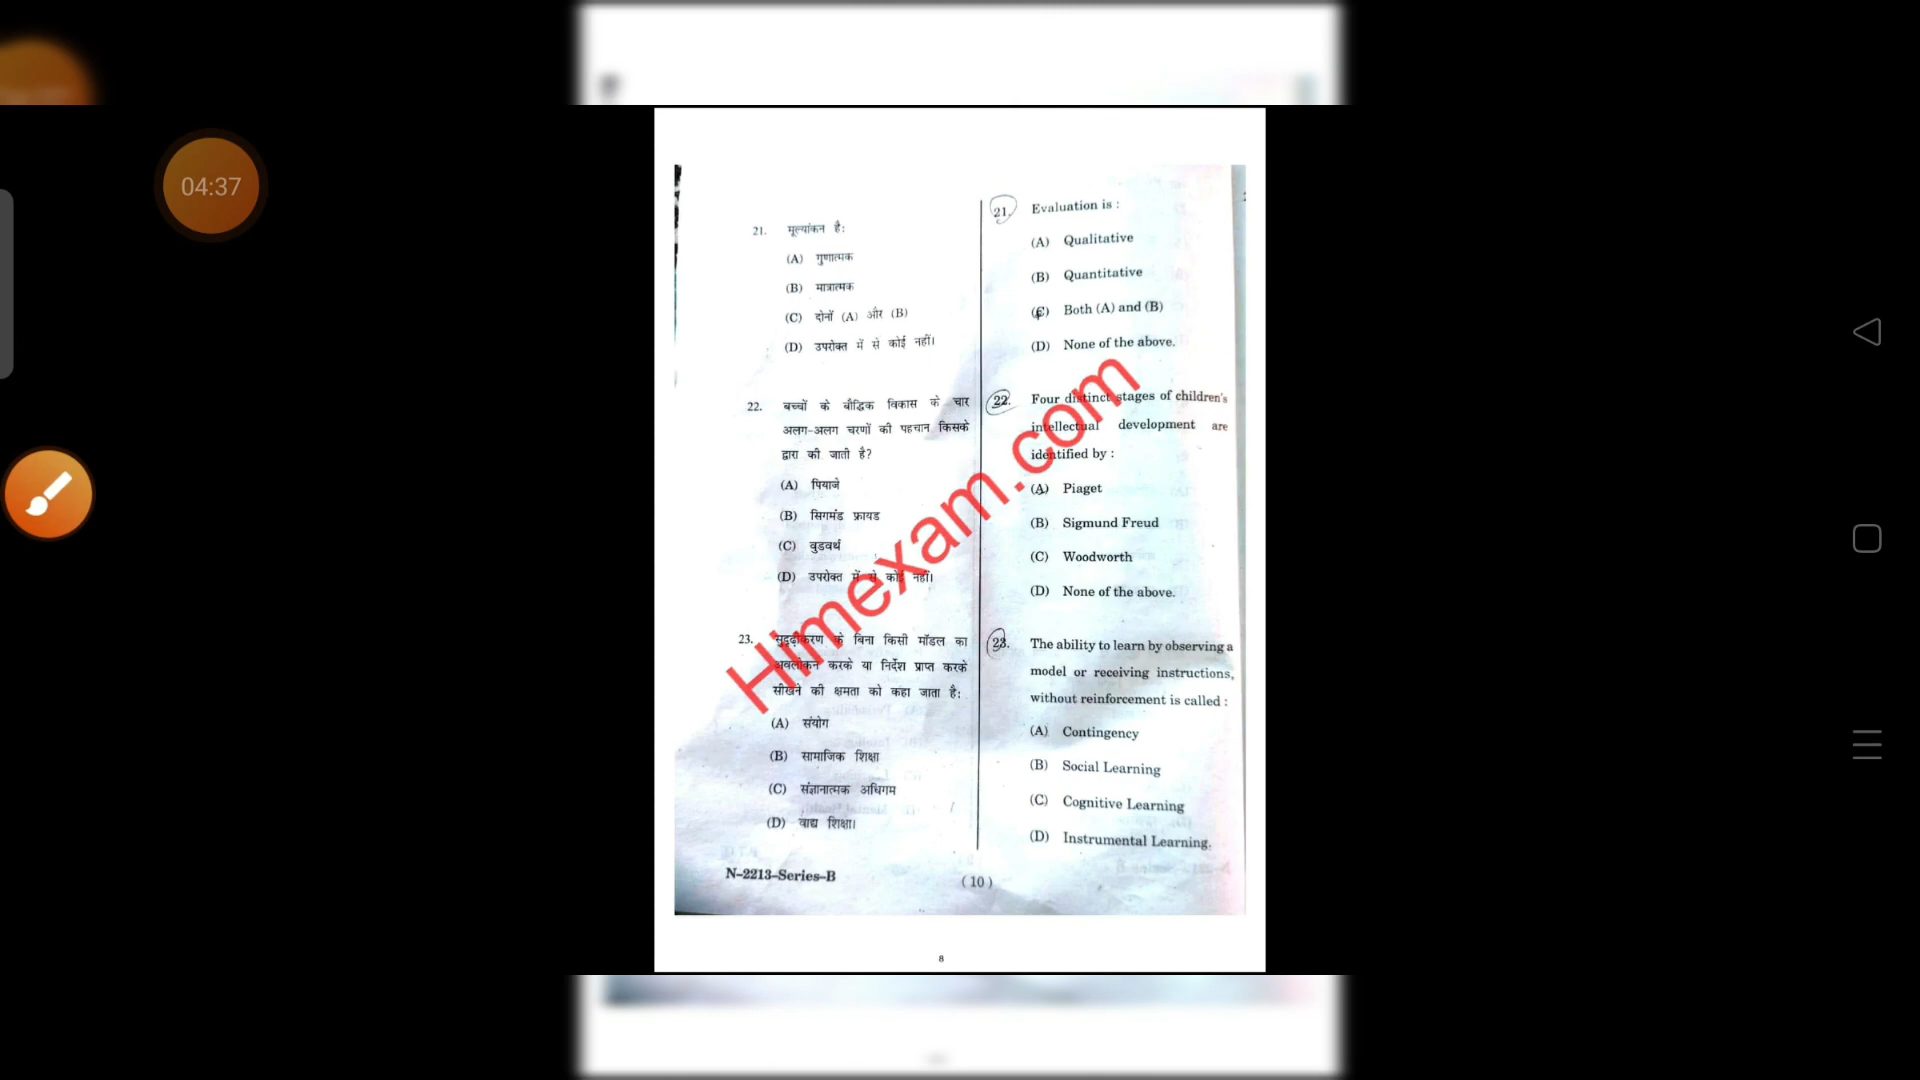 04:37
21. मूल्यांकन है:
(A) गुणात्मक
(B) मात्रात्मक
(C) दोनों (A) और (B)
(D) उपरोक्त में से कोई नहीं।
22. बच्चों के बौद्धिक विकास के चार
अलग-अलग चरणों की पहचान किसके
द्वारा की जाती है?
(A) पियाजे
(B) सिगमंड फ्रायड
(C) वुडवर्थ
(D) उपरोक्त में से कोई नहीं।
23. सुदृढ़ीकरण के बिना किसी मॉडल का
अवलोकन करके या निर्देश प्राप्त करके
सीखने की क्षमता को कहा जाता है:
(A) संयोग
(B) सामाजिक शिक्षा
(C) संज्ञानात्मक अधिगम
(D) वाद्य शिक्षा।
21. Evaluation is :
(A) Qualitative
(B) Quantitative
(C) Both (A) and (B)
(D) None of the above.
22. Four distinct stages of children's
intellectual development are
identified by :
(A) Piaget
(B) Sigmund Freud
(C) Woodworth
(D) None of the above.
23. The ability to learn by observing a
model or receiving instructions,
without reinforcement is called :
(A) Contingency
(B) Social Learning
(C) Cognitive Learning
(D) Instrumental Learning.
Himexam.com
N-2213-Series-B
( 10 )
8